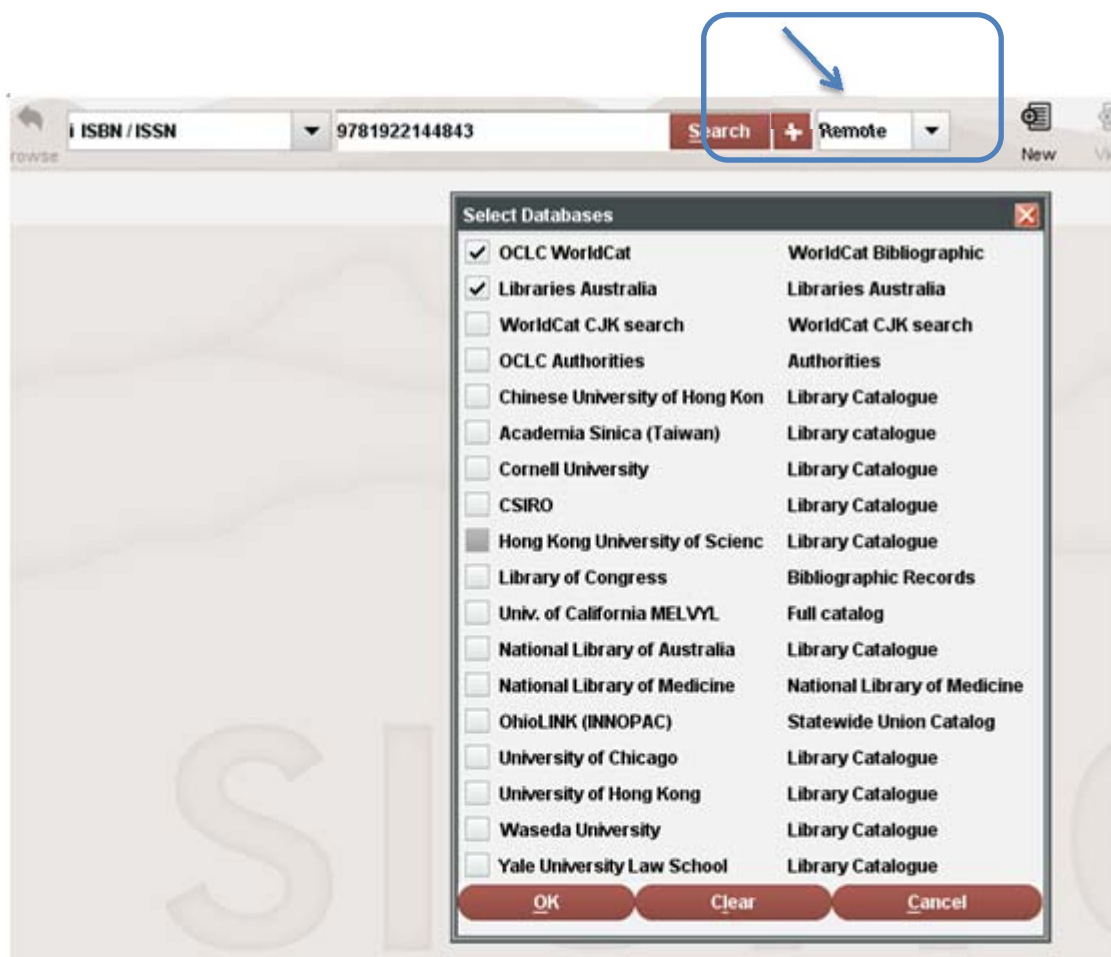 i ISBN / ISSN 9781922144843 Search + Remote
rowse New
Select Databases
OCLC WorldCat WorldCat Bibliographic
Libraries Australia Libraries Australia
WorldCat CJK search WorldCat CJK search
OCLC Authorities Authorities
Chinese University of Hong Kon Library Catalogue
Academia Sinica (Taiwan) Library catalogue
Cornell University Library Catalogue
CSIRO Library Catalogue
Hong Kong University of Scienc Library Catalogue
Library of Congress Bibliographic Records
Univ. of California MELVYL Full catalog
National Library of Australia Library Catalogue
National Library of Medicine National Library of Medicine
OhioLINK (INNOPAC) Statewide Union Catalog
University of Chicago Library Catalogue
University of Hong Kong Library Catalogue
Waseda University Library Catalogue
Yale University Law School Library Catalogue
OK Clear Cancel